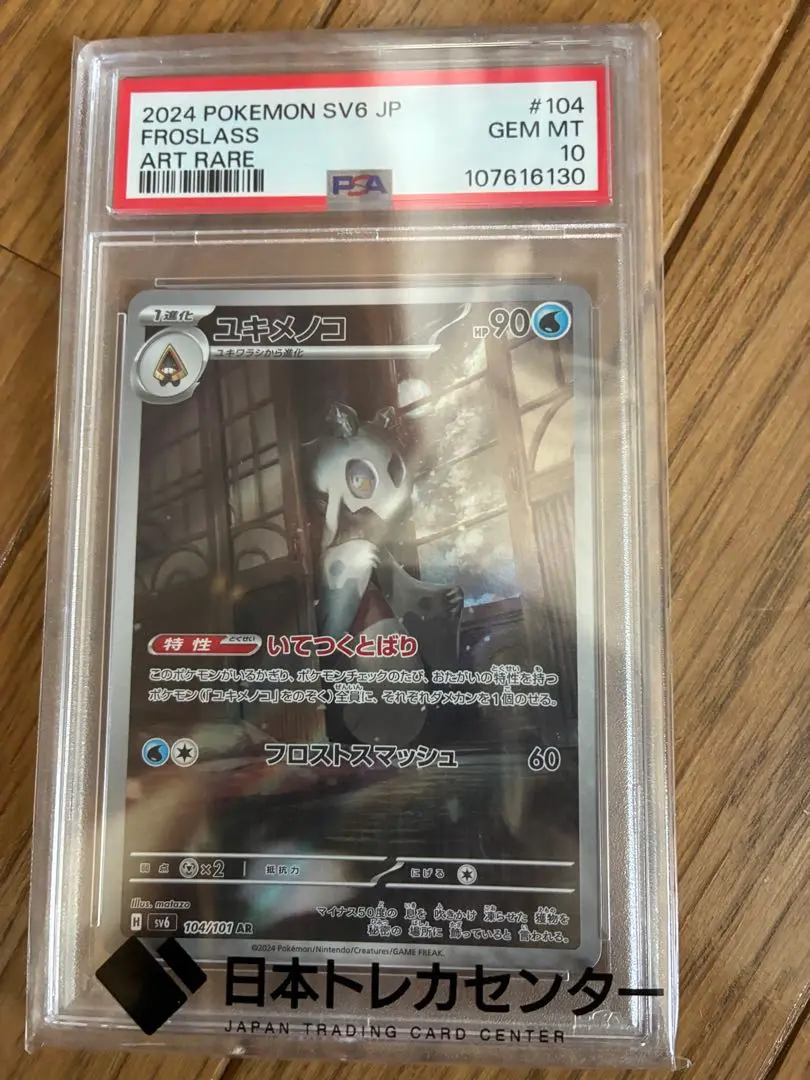 2024 POKEMON SV6 JP #104
FROSLASS GEM MT
ART RARE 10
PSA 107616130
1進化 ユキメノコ HP90
ユキワラシから進化
特性 とくせい いてつくとばり
このポケモンがいるかぎり、ポケモンチェックのたび、おたがいの特性を持つ
ポケモン(「ユキメノコ」をのぞく)全員に、それぞれダメカンを1個のせる。
フロストスマッシュ 60
弱点 ×2 抵抗力 にげる
Illus. matazo
H sv6 104/101 AR
マイナス50度の 息を 吹きかけ 凍らせた 獲物を
秘密の 場所に 飾っていると 言われる。
©2024 Pokémon/Nintendo/Creatures/GAME FREAK.
日本トレカセンター
JAPAN TRADING CARD CENTER